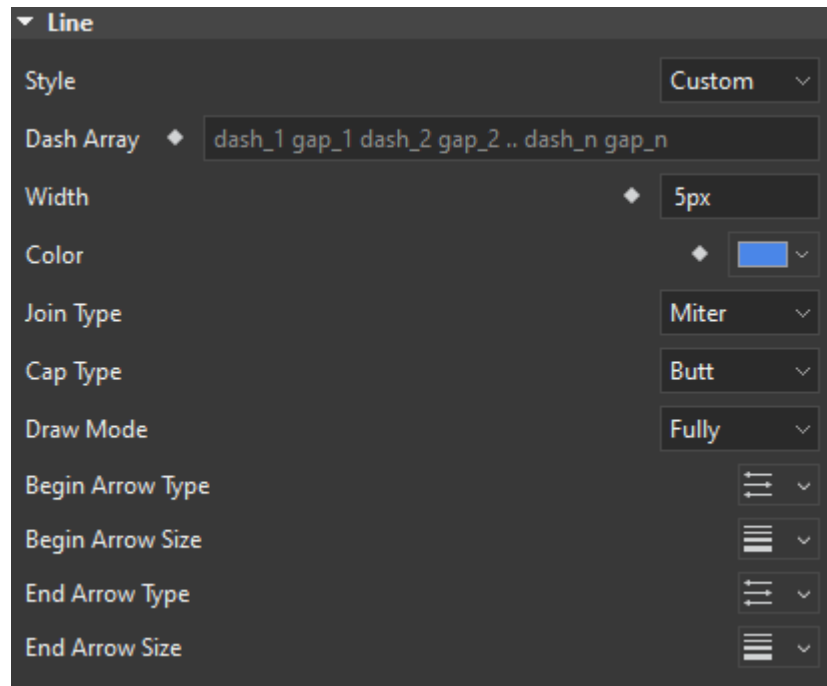 Line
Style Custom
Dash Array dash_1 gap_1 dash_2 gap_2 .. dash_n gap_n
Width 5px
Color
Join Type Miter
Cap Type Butt
Draw Mode Fully
Begin Arrow Type
Begin Arrow Size
End Arrow Type
End Arrow Size